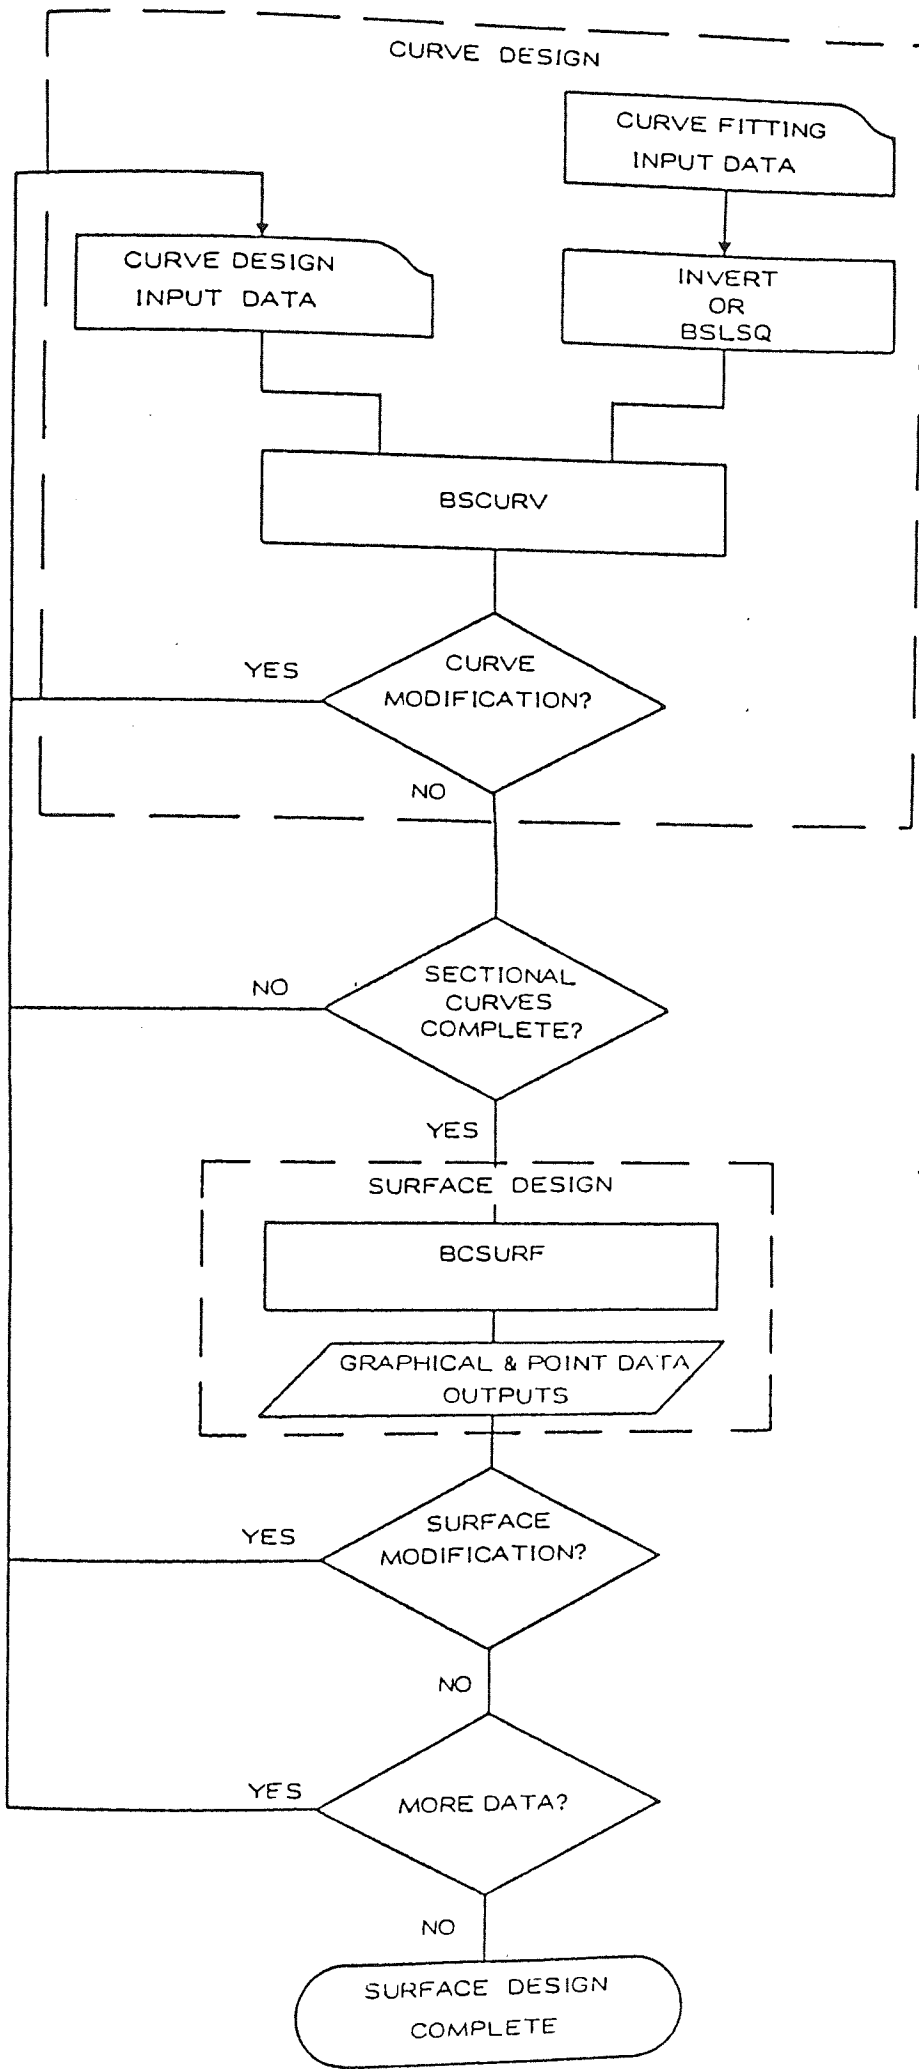 CURVE DESIGN
CURVE FITTING
INPUT DATA
CURVE DESIGN
INPUT DATA
INVERT
OR
BSLSQ
BSCURV
YES
CURVE
MODIFICATION?
NO
NO
SECTIONAL
CURVES
COMPLETE?
YES
SURFACE DESIGN
BCSURF
GRAPHICAL & POINT DATA
OUTPUTS
YES
SURFACE
MODIFICATION?
NO
YES
MORE DATA?
NO
SURFACE DESIGN
COMPLETE